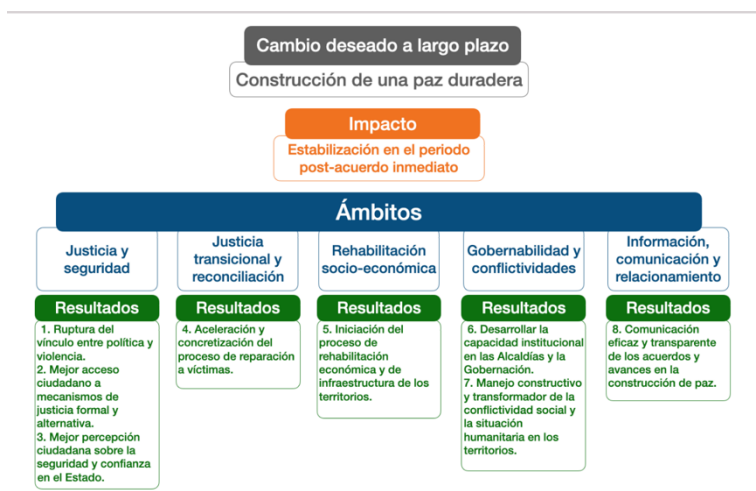 Cambio deseado a largo plazo
Construcción de una paz duradera
Impacto
Estabilización en el periodo
post-acuerdo inmediato
Ámbitos
Justicia y
seguridad
Resultados
1. Ruptura del
vínculo entre política y
violencia.
2. Mejor acceso
ciudadano a
mecanismos de
justicia formal y
alternativa.
3. Mejor percepción
ciudadana sobre la
seguridad y confianza
en el Estado.
Justicia
transicional y
reconciliación
Resultados
4. Aceleración y
concretización del
proceso de reparación
a víctimas.
Rehabilitación
socio-económica
Resultados
5. Iniciación del
proceso de
rehabilitación
económica y de
infraestructura de los
territorios.
Gobernabilidad y
conflictividades
Resultados
6. Desarrollar la
capacidad institucional
en las Alcaldías y la
Gobernación.
7. Manejo constructivo
y transformador de la
conflictividad social y
la situación
humanitaria en los
territorios.
Información,
comunicación y
relacionamiento
Resultados
8. Comunicación
eficaz y transparente
de los acuerdos y
avances en la
construcción de paz.